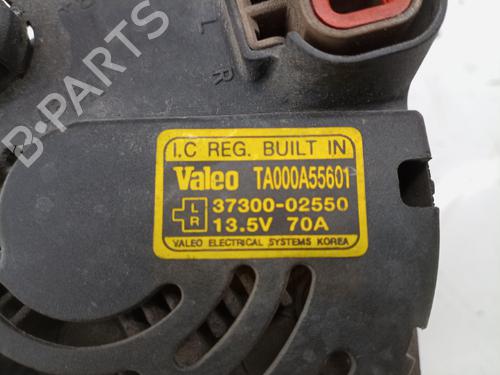 B-PARTS
L
R
I.C REG. BUILT IN
Valeo TA000A55601
L
R
37300-02550
13.5V 70A
VALEO ELECTRICAL SYSTEMS KOREA